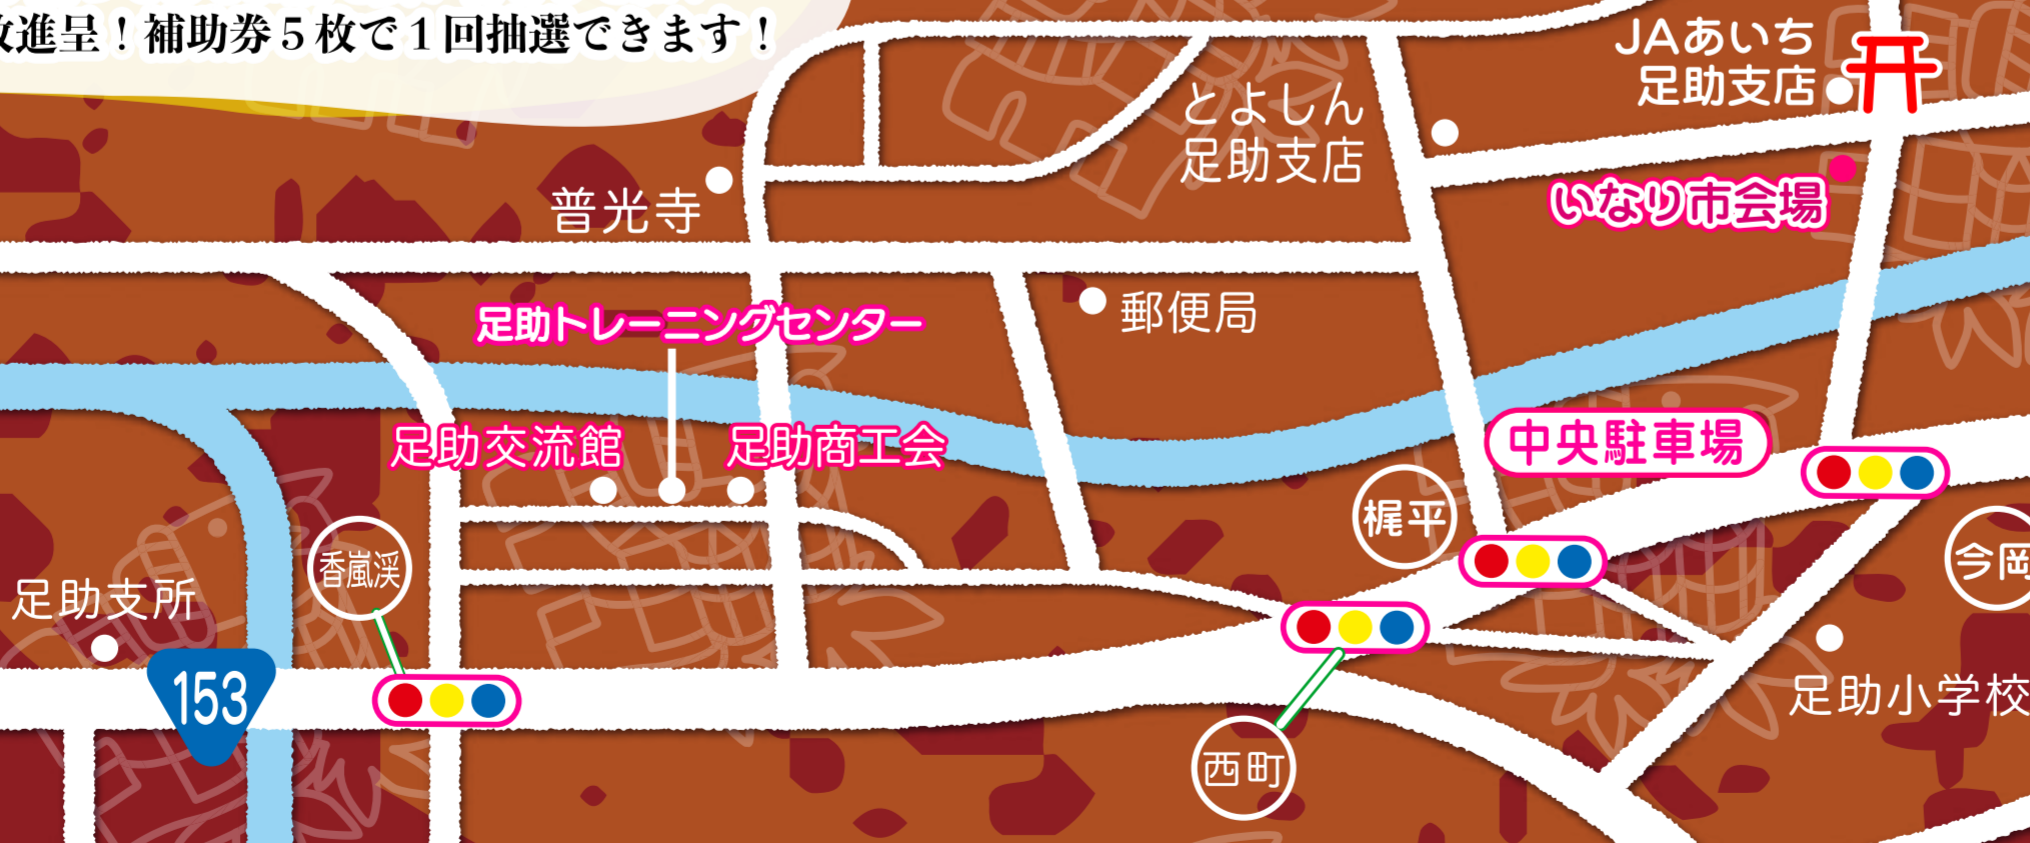 枚進呈！補助券５枚で１回抽選できます！
JAあいち
足助支店
とよしん
足助支店
いなり市会場
普光寺
郵便局
足助トレーニングセンター
足助交流館
足助商工会
中央駐車場
梶平
香嵐渓
今岡
足助支所
153
足助小学校
西町